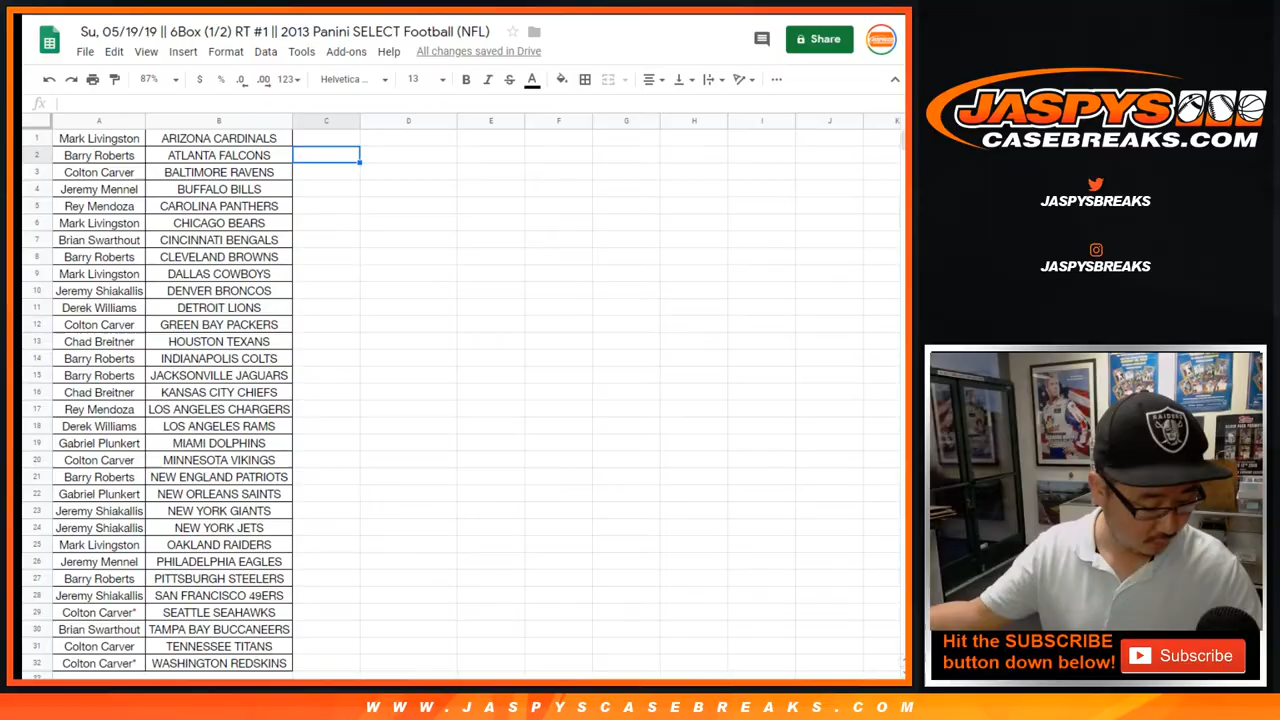 Su, 05/19/19 || 6Box (1/2) RT #1 || 2013 Panini SELECT Football (NFL)
File Edit View Insert Format Data Tools Add-ons Help All changes saved in Drive
Share
87% $ % .0 .00 123 Helvetica ... 13 B I S A
fx
A B C D E F G H I J K
1 Mark Livingston ARIZONA CARDINALS
2 Barry Roberts ATLANTA FALCONS
3 Colton Carver BALTIMORE RAVENS
4 Jeremy Mennel BUFFALO BILLS
5 Rey Mendoza CAROLINA PANTHERS
6 Mark Livingston CHICAGO BEARS
7 Brian Swarthout CINCINNATI BENGALS
8 Barry Roberts CLEVELAND BROWNS
9 Mark Livingston DALLAS COWBOYS
10 Jeremy Shiakallis DENVER BRONCOS
11 Derek Williams DETROIT LIONS
12 Colton Carver GREEN BAY PACKERS
13 Chad Breitner HOUSTON TEXANS
14 Barry Roberts INDIANAPOLIS COLTS
15 Barry Roberts JACKSONVILLE JAGUARS
16 Chad Breitner KANSAS CITY CHIEFS
17 Rey Mendoza LOS ANGELES CHARGERS
18 Derek Williams LOS ANGELES RAMS
19 Gabriel Plunkert MIAMI DOLPHINS
20 Colton Carver MINNESOTA VIKINGS
21 Barry Roberts NEW ENGLAND PATRIOTS
22 Gabriel Plunkert NEW ORLEANS SAINTS
23 Jeremy Shiakallis NEW YORK GIANTS
24 Jeremy Shiakallis NEW YORK JETS
25 Mark Livingston OAKLAND RAIDERS
26 Jeremy Mennel PHILADELPHIA EAGLES
27 Barry Roberts PITTSBURGH STEELERS
28 Jeremy Shiakallis SAN FRANCISCO 49ERS
29 Colton Carver* SEATTLE SEAHAWKS
30 Brian Swarthout TAMPA BAY BUCCANEERS
31 Colton Carver TENNESSEE TITANS
32 Colton Carver* WASHINGTON REDSKINS
JASPYS
CASEBREAKS.COM
JASPYSBREAKS
JASPYSBREAKS
RAIDERS
Hit the SUBSCRIBE
button down below!
Subscribe
WWW.JASPYSCASEBREAKS.COM